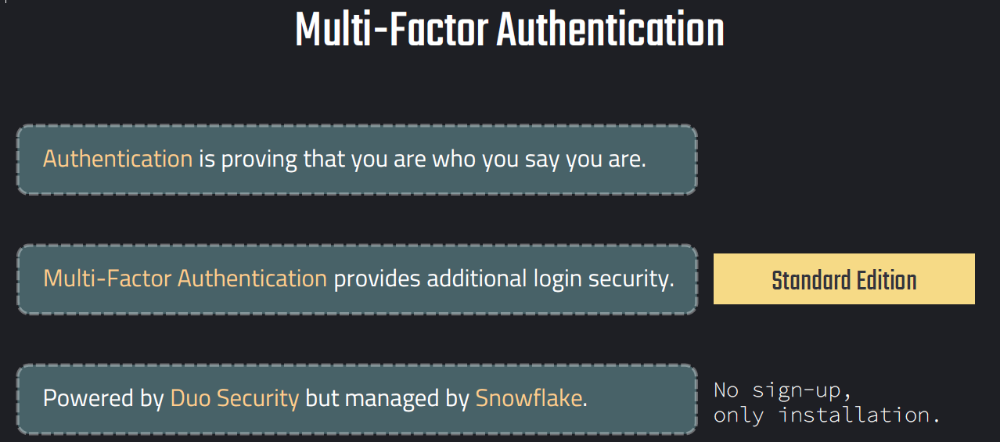 Multi-Factor Authentication
Authentication is proving that you are who you say you are.
Multi-Factor Authentication provides additional login security.
Standard Edition
Powered by Duo Security but managed by Snowflake.
No sign-up,
only installation.